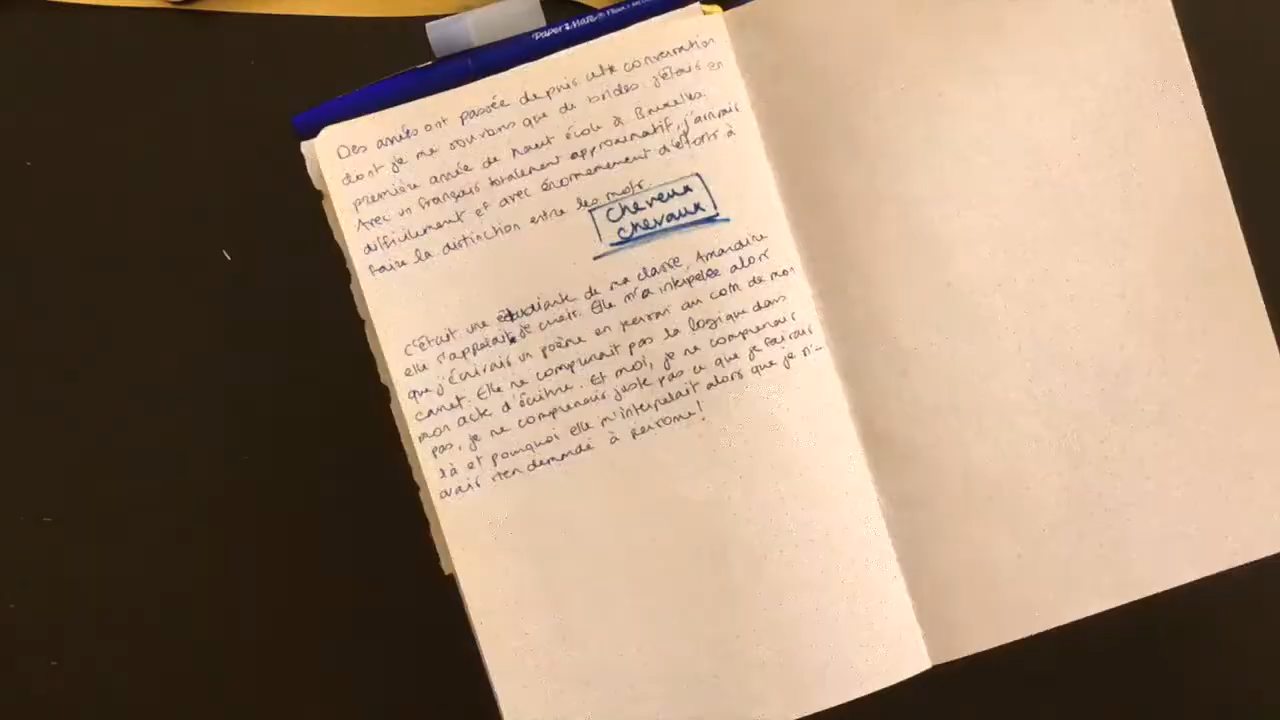 Paper Mate
Des années ont passée depuis cette conversation
dont je me souviens que de brides. J'étais en
première année de haut école à Bruxelles.
Avec un français totalement approximatif, j'arrivais
difficilement et avec énormement d'efforts à
faire la distinction entre les mots.
Cheveux
chevaux
c'était une étudiante de ma classe, Amandine
elle s'appelait je crois. Elle m'a interpelée alors
que j'écrivais un poème en persan au coin de mon
carnet. Elle ne comprenait pas la logique dans
mon acte d'écriture. Et moi, je ne comprenais
pas, je ne comprenais juste pas ce que je faisais
là et pourquoi elle m'interpelait alors que je n'-
avais rien demandé à personne!